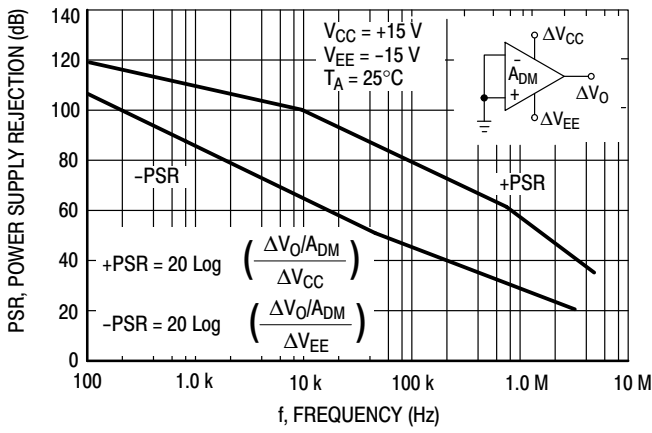 PSR, POWER SUPPLY REJECTION (dB)
140
120
100
80
60
40
20
0
V_CC = +15 V
V_EE = −15 V
T_A = 25°C
ΔV_CC
−
A_DM
+
ΔV_O
ΔV_EE
−PSR
+PSR
+PSR = 20 Log (ΔV_O/A_DM / ΔV_CC)
−PSR = 20 Log (ΔV_O/A_DM / ΔV_EE)
100 1.0 k 10 k 100 k 1.0 M 10 M
f, FREQUENCY (Hz)